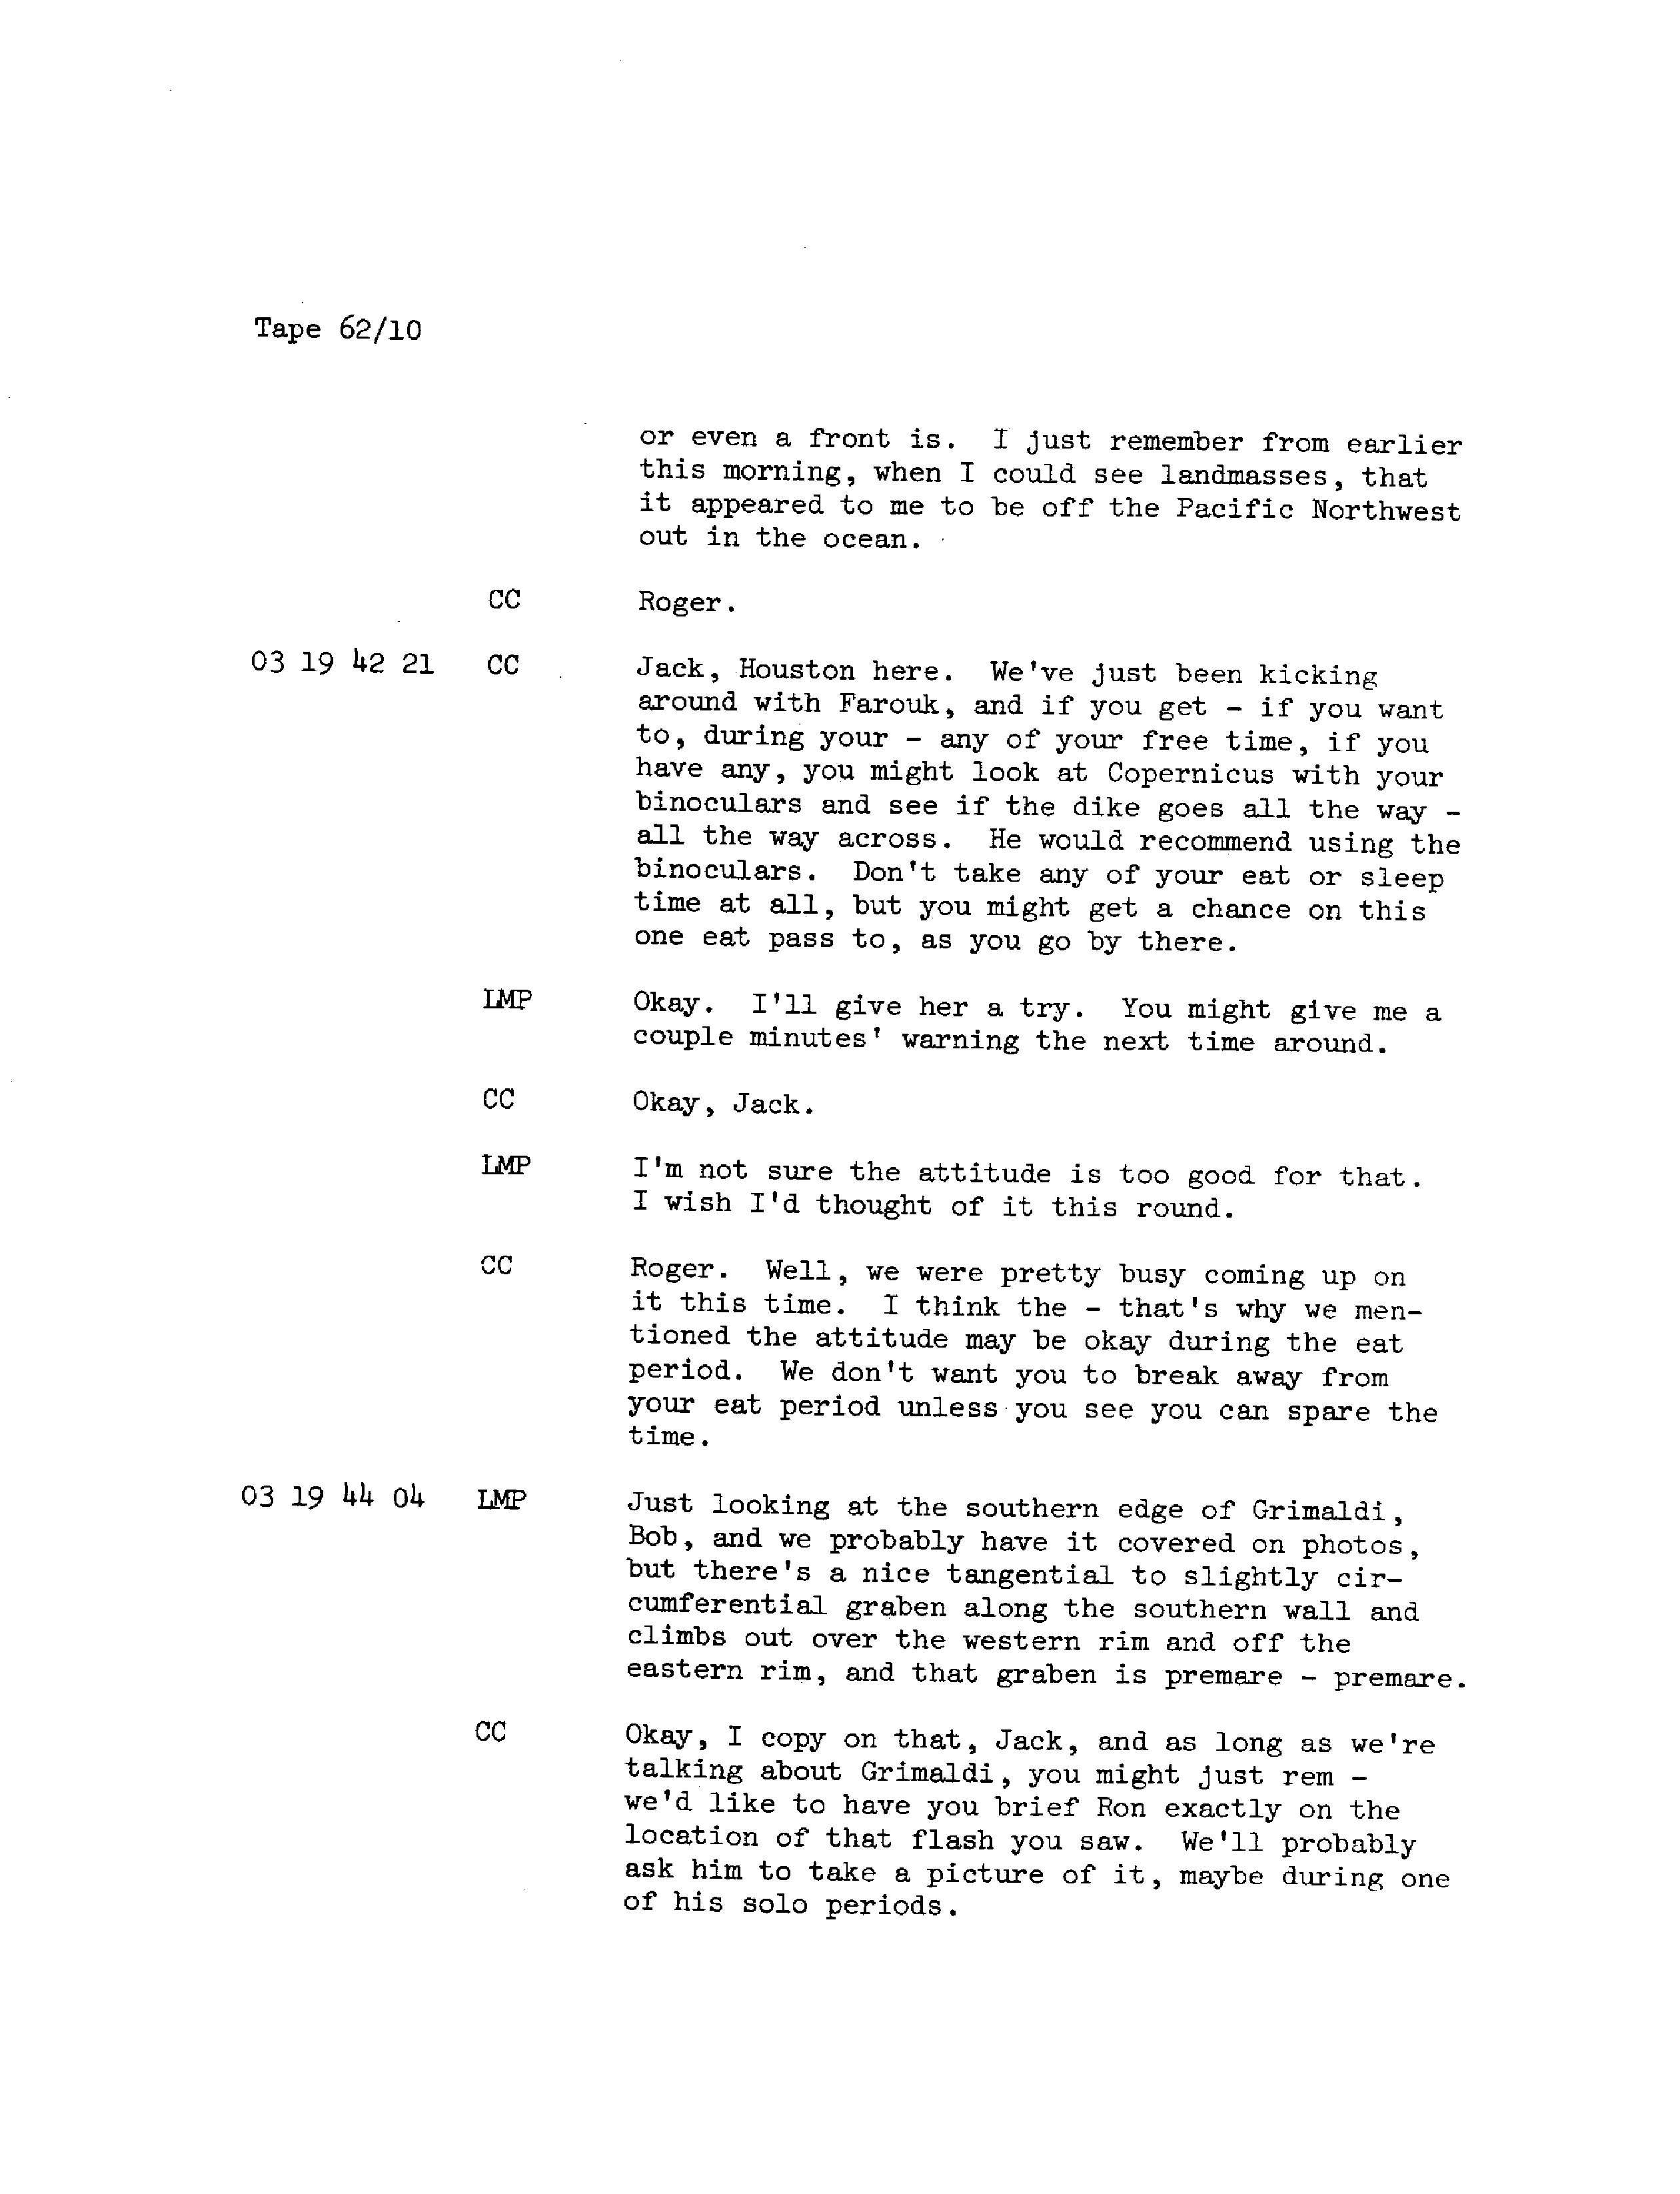 Tape 62/10
or even a front is. I just remember from earlier
this morning, when I could see landmasses, that
it appeared to me to be off the Pacific Northwest
out in the ocean.
CC Roger.
03 19 42 21 CC Jack, Houston here. We've just been kicking
around with Farouk, and if you get - if you want
to, during your - any of your free time, if you
have any, you might look at Copernicus with your
binoculars and see if the dike goes all the way -
all the way across. He would recommend using the
binoculars. Don't take any of your eat or sleep
time at all, but you might get a chance on this
one eat pass to, as you go by there.
LMP Okay. I'll give her a try. You might give me a
couple minutes' warning the next time around.
CC Okay, Jack.
LMP I'm not sure the attitude is too good for that.
I wish I'd thought of it this round.
CC Roger. Well, we were pretty busy coming up on
it this time. I think the - that's why we men-
tioned the attitude may be okay during the eat
period. We don't want you to break away from
your eat period unless you see you can spare the
time.
03 19 44 04 LMP Just looking at the southern edge of Grimaldi,
Bob, and we probably have it covered on photos,
but there's a nice tangential to slightly cir-
cumferential graben along the southern wall and
climbs out over the western rim and off the
eastern rim, and that graben is premare - premare.
CC Okay, I copy on that, Jack, and as long as we're
talking about Grimaldi, you might just rem -
we'd like to have you brief Ron exactly on the
location of that flash you saw. We'll probably
ask him to take a picture of it, maybe during one
of his solo periods.